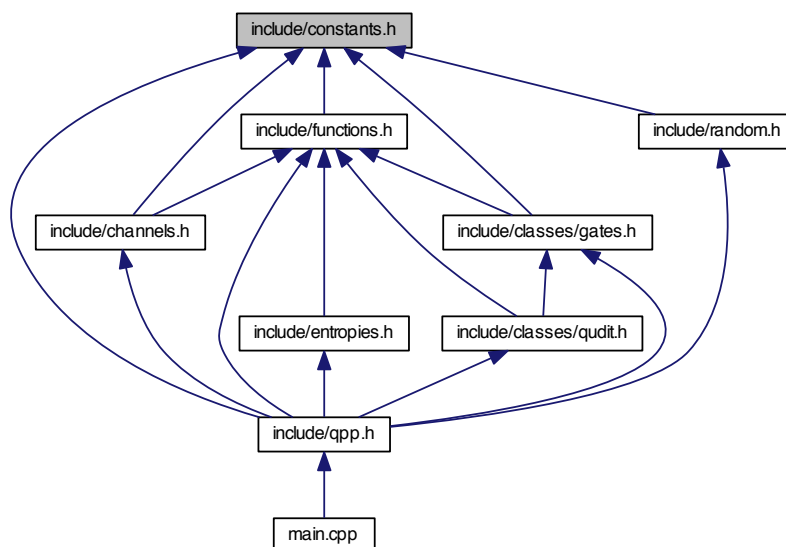 include/constants.h
include/functions.h
include/random.h
include/channels.h
include/classes/gates.h
include/entropies.h
include/classes/qudit.h
include/qpp.h
main.cpp